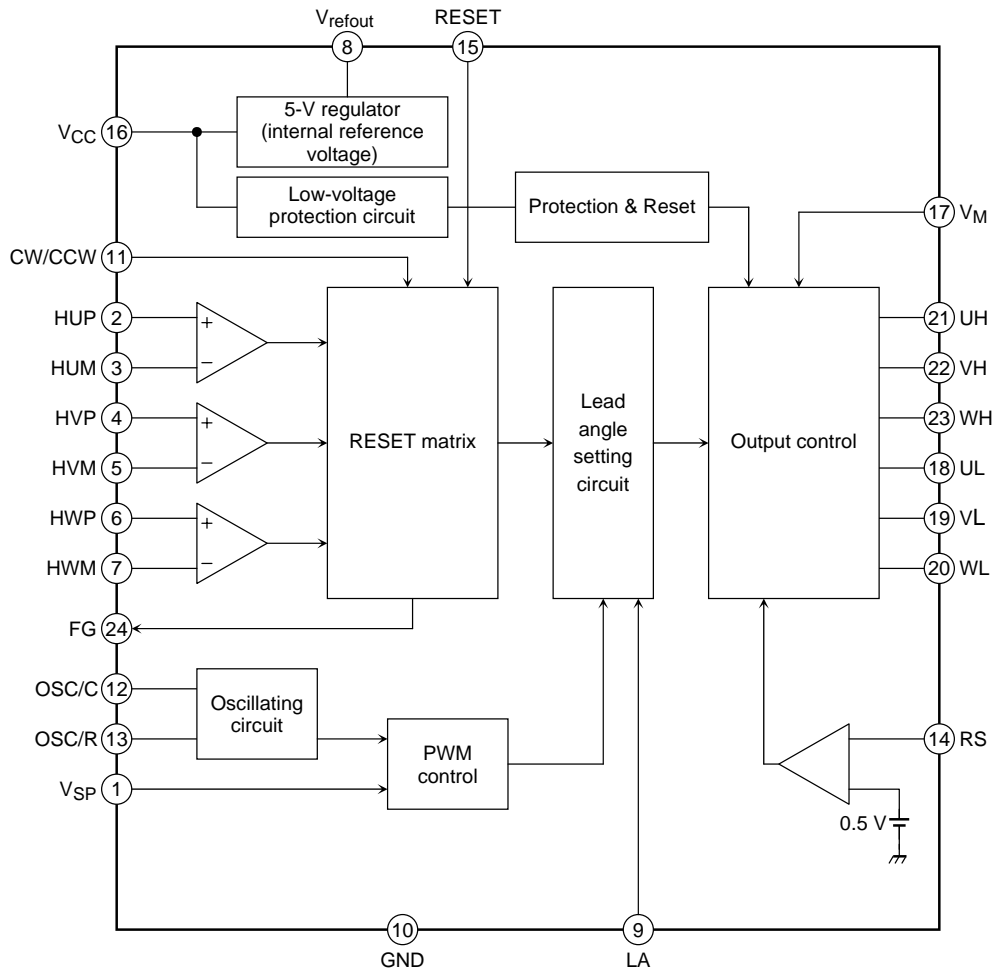 Vrefout
RESET
8
15
5-V regulator
(internal reference
voltage)
VCC
16
Low-voltage
protection circuit
Protection & Reset
17
VM
CW/CCW
11
HUP
2
+
HUM
3
−
HVP
4
+
HVM
5
−
HWP
6
+
HWM
7
−
RESET matrix
Lead
angle
setting
circuit
Output control
21
UH
22
VH
23
WH
18
UL
19
VL
20
WL
FG
24
OSC/C
12
OSC/R
13
Oscillating
circuit
VSP
1
PWM
control
14
RS
0.5 V
10
GND
9
LA